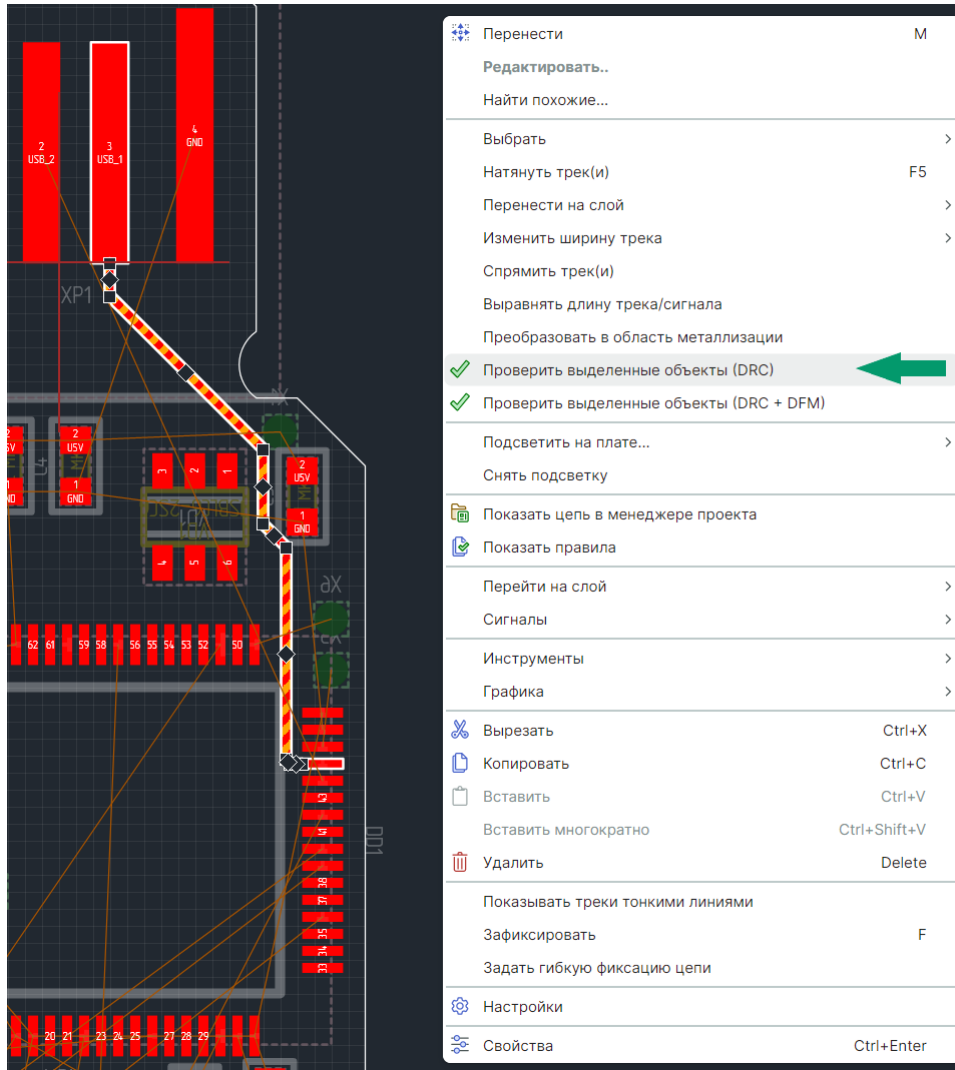 2
USB_2
3
USB_1
4
GND
XP1
2
U5V
1
GND
L4
2
U5V
1
GND
3
2
1
4
5
6
X6
62 61 59 58 56 55 54 53 52 50
43
41
38
37
35
34
33
DD1
20 21 23 24 25 27 28 29
Перенести M
Редактировать..
Найти похожие...
Выбрать
Натянуть трек(и) F5
Перенести на слой
Изменить ширину трека
Спрямить трек(и)
Выравнять длину трека/сигнала
Преобразовать в область металлизации
Проверить выделенные объекты (DRC)
Проверить выделенные объекты (DRC + DFM)
Подсветить на плате...
Снять подсветку
Показать цепь в менеджере проекта
Показать правила
Перейти на слой
Сигналы
Инструменты
Графика
Вырезать Ctrl+X
Копировать Ctrl+C
Вставить Ctrl+V
Вставить многократно Ctrl+Shift+V
Удалить Delete
Показывать треки тонкими линиями
Зафиксировать F
Задать гибкую фиксацию цепи
Настройки
Свойства Ctrl+Enter